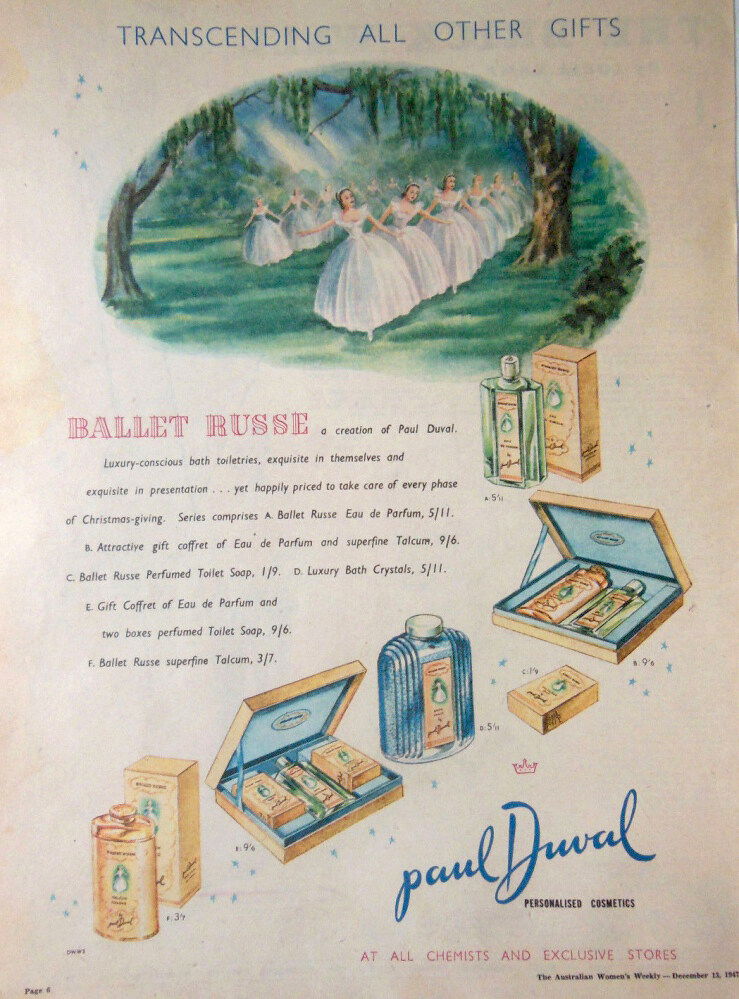 TRANSCENDING ALL OTHER GIFTS
BALLET RUSSE a creation of Paul Duval.
Luxury-conscious bath toiletries, exquisite in themselves and
exquisite in presentation . . . yet happily priced to take care of every phase
of Christmas-giving. Series comprises A. Ballet Russe Eau de Parfum, 5/11.
B. Attractive gift coffret of Eau de Parfum and superfine Talcum, 9/6.
C. Ballet Russe Perfumed Toilet Soap, 1/9. D. Luxury Bath Crystals, 5/11.
E. Gift Coffret of Eau de Parfum and
two boxes perfumed Toilet Soap, 9/6.
F. Ballet Russe superfine Talcum, 3/7.
A: 5/11
B: 9/6
C: 1/9
D: 5/11
E: 9/6
F: 3/7
paul Duval
PERSONALISED COSMETICS
DWW3
AT ALL CHEMISTS AND EXCLUSIVE STORES
The Australian Women's Weekly — December 13, 1947
Page 6